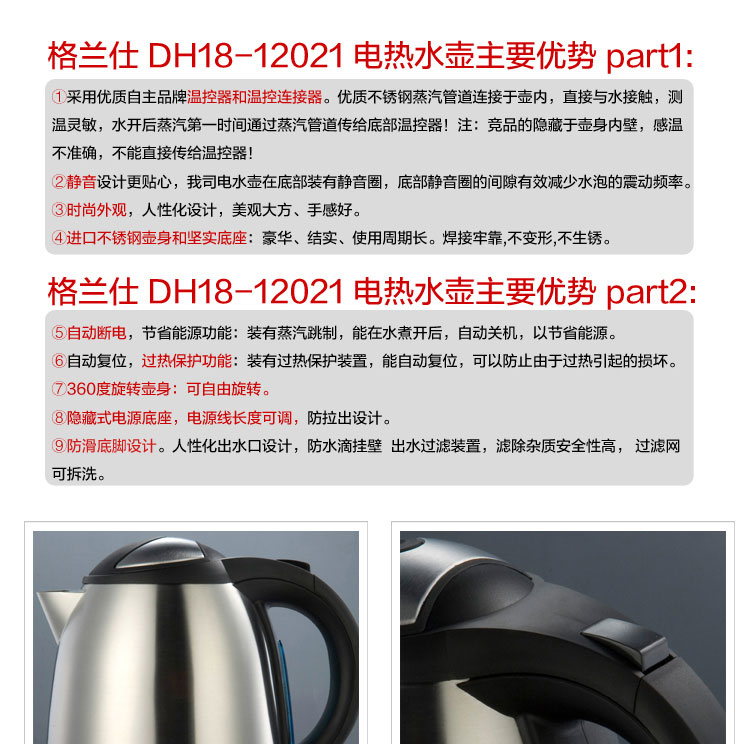 格兰仕 DH18-12021 电热水壶主要优势 part1:
①采用优质自主品牌温控器和温控连接器。优质不锈钢蒸汽管道连接于壶内，直接与水接触，测
温灵敏，水开后蒸汽第一时间通过蒸汽管道传给底部温控器！注：竞品的隐藏于壶身内壁，感温
不准确，不能直接传给温控器！
②静音设计更贴心，我司电水壶在底部装有静音圈，底部静音圈的间隙有效减少水泡的震动频率。
③时尚外观，人性化设计，美观大方、手感好。
④进口不锈钢壶身和坚实底座：豪华、结实、使用周期长。焊接牢靠,不变形,不生锈。
格兰仕 DH18-12021 电热水壶主要优势 part2:
⑤自动断电，节省能源功能：装有蒸汽跳制，能在水煮开后，自动关机，以节省能源。
⑥自动复位，过热保护功能：装有过热保护装置，能自动复位，可以防止由于过热引起的损坏。
⑦360度旋转壶身：可自由旋转。
⑧隐藏式电源底座，电源线长度可调，防拉出设计。
⑨防滑底脚设计。人性化出水口设计，防水滴挂壁 出水过滤装置，滤除杂质安全性高， 过滤网
可拆洗。